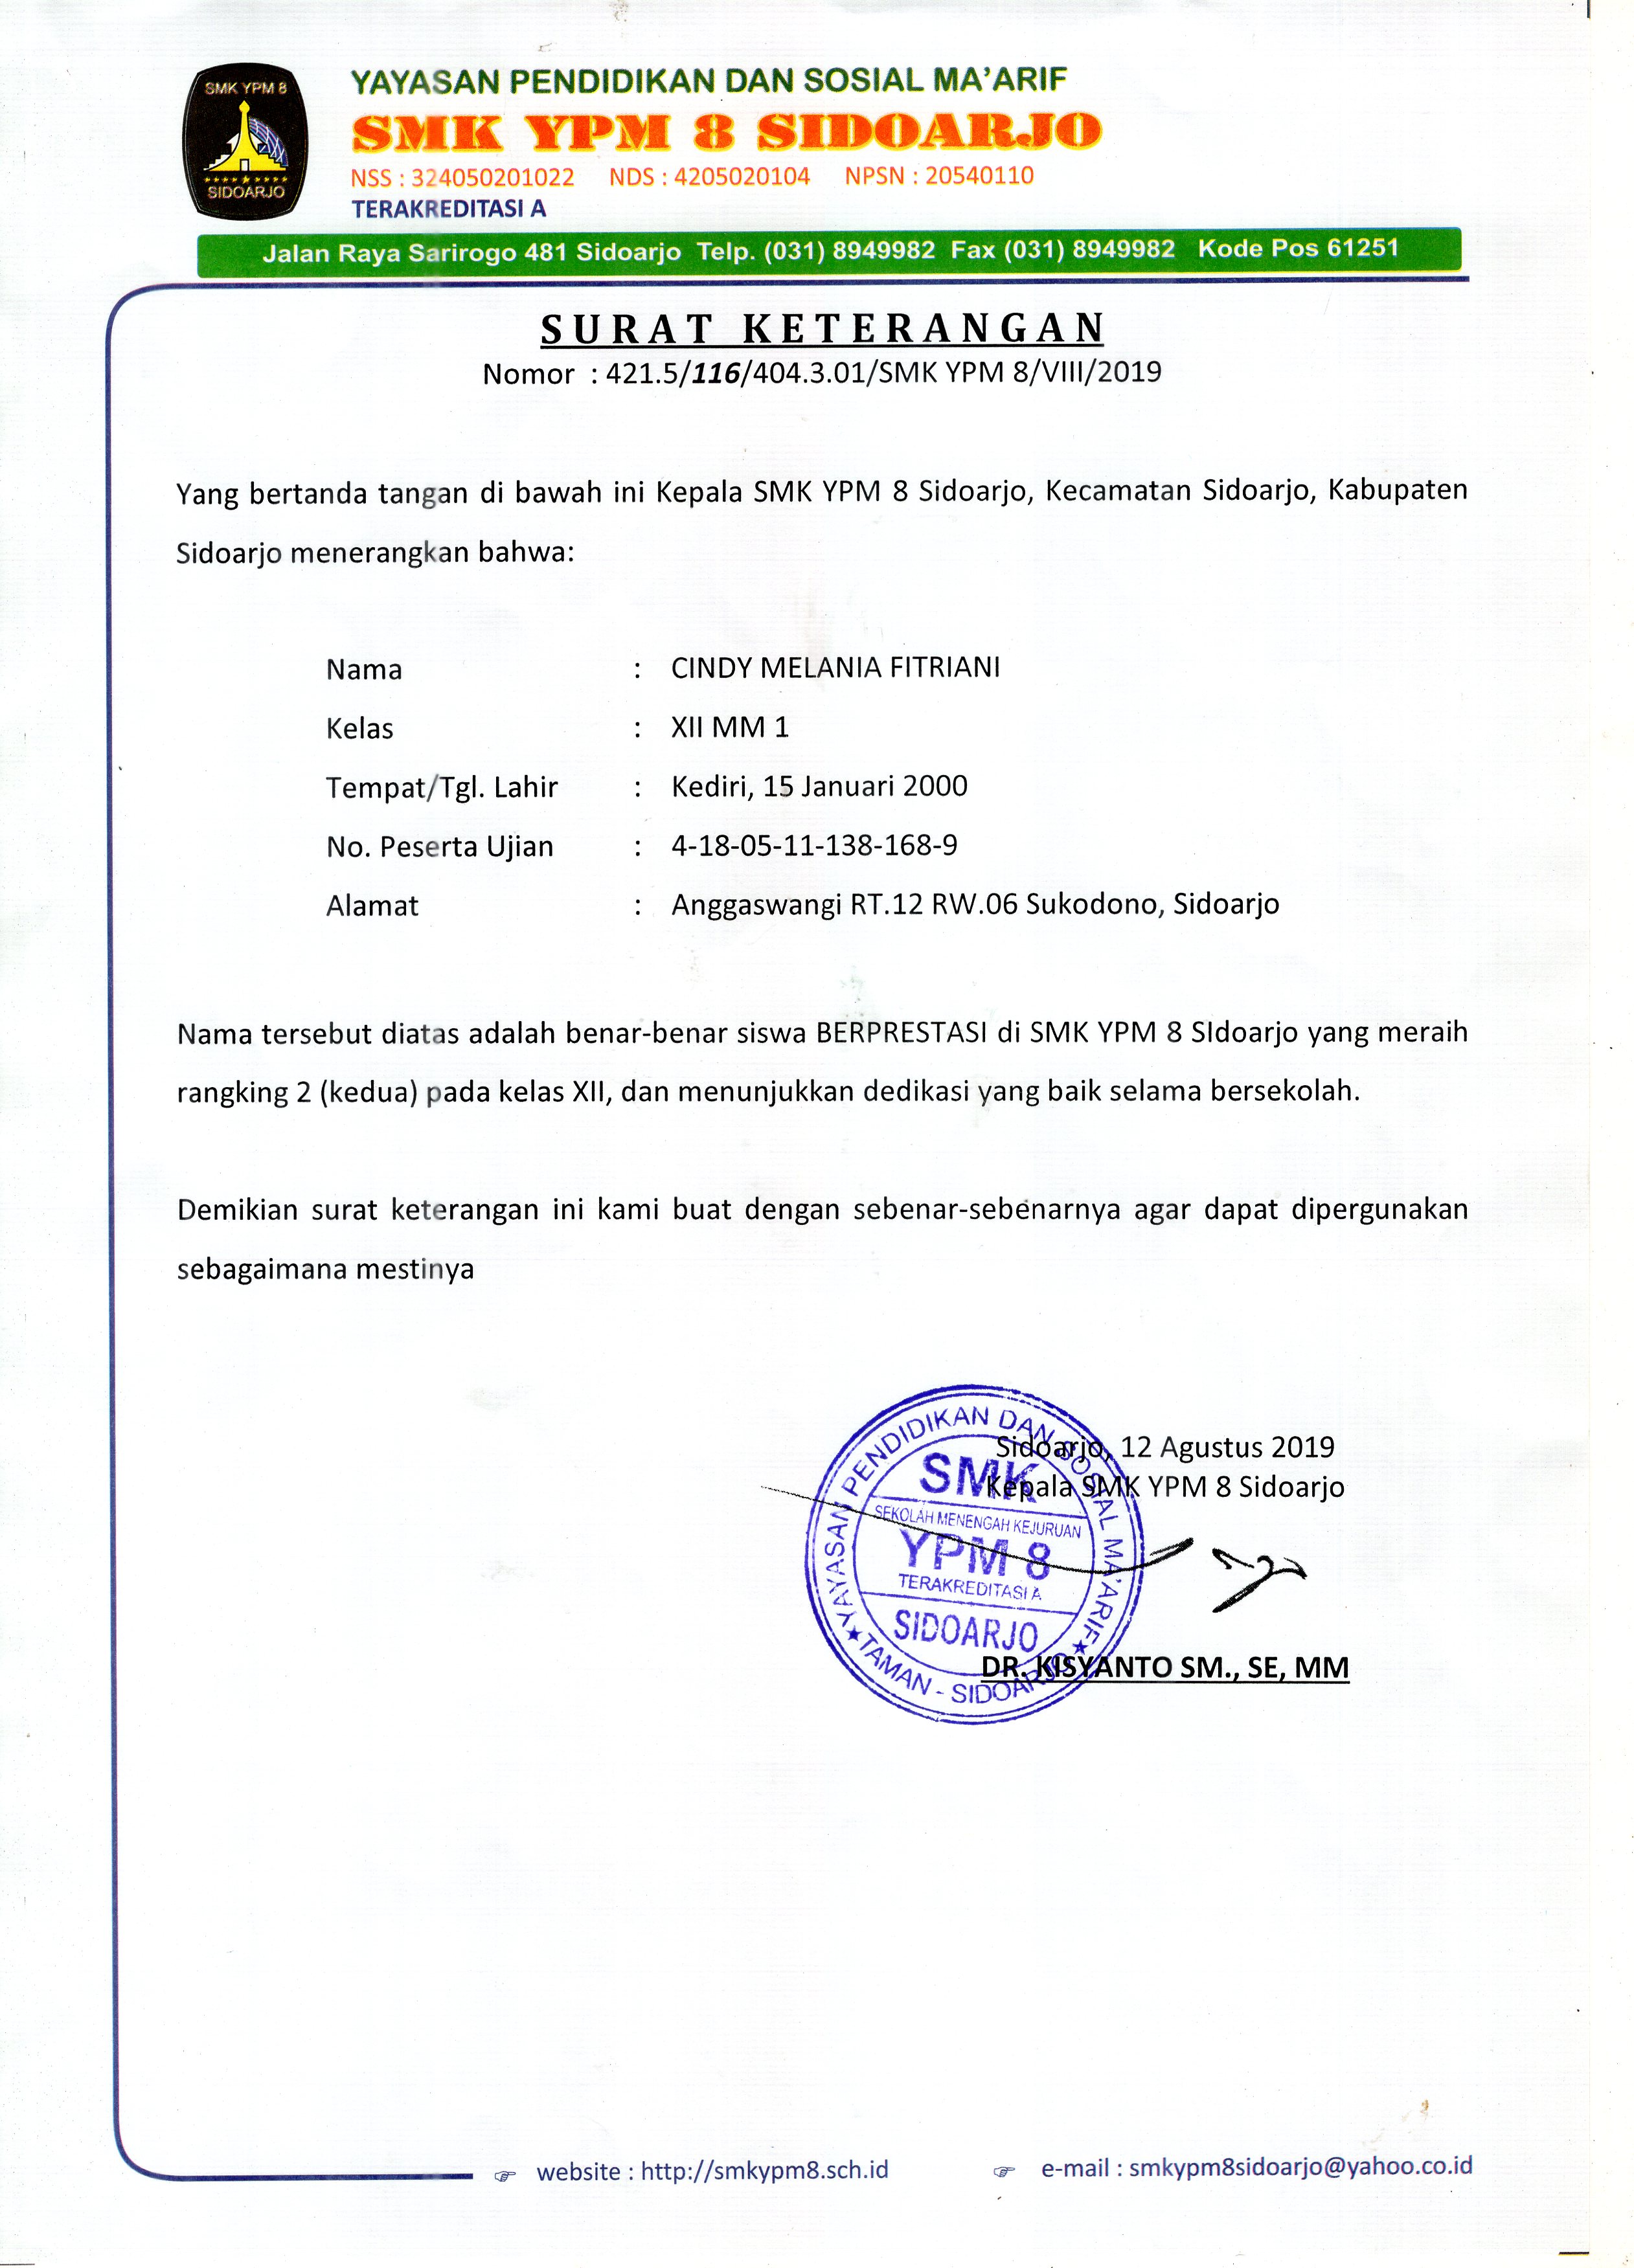 SMK YPM 8
SIDOARJO
YAYASAN PENDIDIKAN DAN SOSIAL MA'ARIF
SMK YPM 8 SIDOARJO
NSS : 324050201022 NDS : 4205020104 NPSN : 20540110
TERAKREDITASI A
Jalan Raya Sarirogo 481 Sidoarjo Telp. (031) 8949982 Fax (031) 8949982 Kode Pos 61251
SURAT KETERANGAN
Nomor : 421.5/116/404.3.01/SMK YPM 8/VIII/2019
Yang bertanda tangan di bawah ini Kepala SMK YPM 8 Sidoarjo, Kecamatan Sidoarjo, Kabupaten
Sidoarjo menerangkan bahwa:
Nama : CINDY MELANIA FITRIANI
Kelas : XII MM 1
Tempat/Tgl. Lahir : Kediri, 15 Januari 2000
No. Peserta Ujian : 4-18-05-11-138-168-9
Alamat : Anggaswangi RT.12 RW.06 Sukodono, Sidoarjo
Nama tersebut diatas adalah benar-benar siswa BERPRESTASI di SMK YPM 8 SIdoarjo yang meraih
rangking 2 (kedua) pada kelas XII, dan menunjukkan dedikasi yang baik selama bersekolah.
Demikian surat keterangan ini kami buat dengan sebenar-sebenarnya agar dapat dipergunakan
sebagaimana mestinya
Sidoarjo, 12 Agustus 2019
Kepala SMK YPM 8 Sidoarjo
YAYASAN PENDIDIKAN DAN SOSIAL MA'ARIF
SMK
SEKOLAH MENENGAH KEJURUAN
YPM 8
TERAKREDITASI A
SIDOARJO
TAMAN - SIDOARJO
DR. KISYANTO SM., SE, MM
website : http://smkypm8.sch.id e-mail : smkypm8sidoarjo@yahoo.co.id